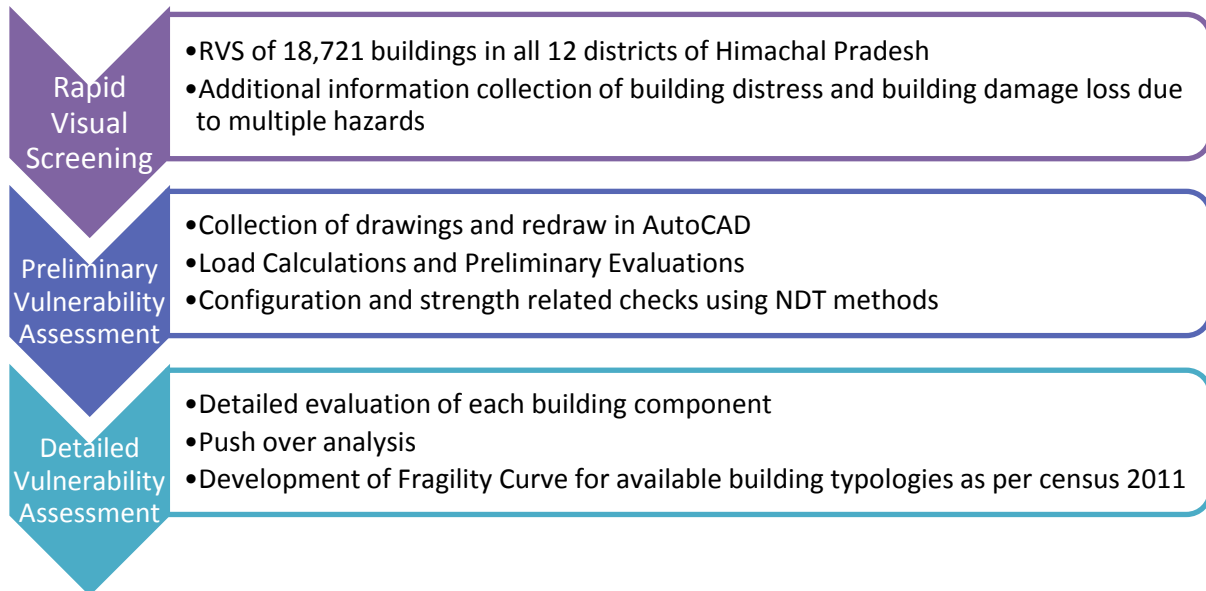 Rapid
Visual
Screening
•RVS of 18,721 buildings in all 12 districts of Himachal Pradesh
•Additional information collection of building distress and building damage loss due
to multiple hazards
Preliminary
Vulnerability
Assessment
•Collection of drawings and redraw in AutoCAD
•Load Calculations and Preliminary Evaluations
•Configuration and strength related checks using NDT methods
Detailed
Vulnerability
Assessment
•Detailed evaluation of each building component
•Push over analysis
•Development of Fragility Curve for available building typologies as per census 2011